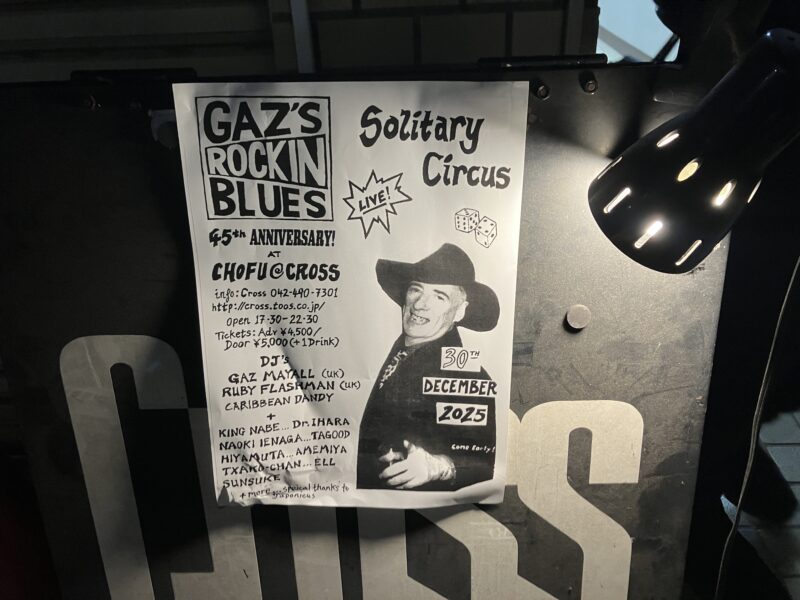 GAZ'S
ROCKIN
BLUES
Solitary
Circus
LIVE!
45th ANNIVERSARY!
AT
CHOFU@CROSS
info: Cross 042-490-7301
http://cross.toos.co.jp/
Open 17-30-22-30
Tickets: Adv ¥4,500/
Door ¥5,000 (+1Drink)
DJ's
GAZ MAYALL (UK)
RUBY FLASHMAN (UK)
CARIBBEAN DANDY
+
KING NABE... Dr. IHARA
NAOKI IENAGA... TAGOOD
HIYAMUTA... AMEMIYA
TXAKO-CHAN... ELL
SUNSUKE
+ more... special thanks to
30TH
DECEMBER
2025
come early!